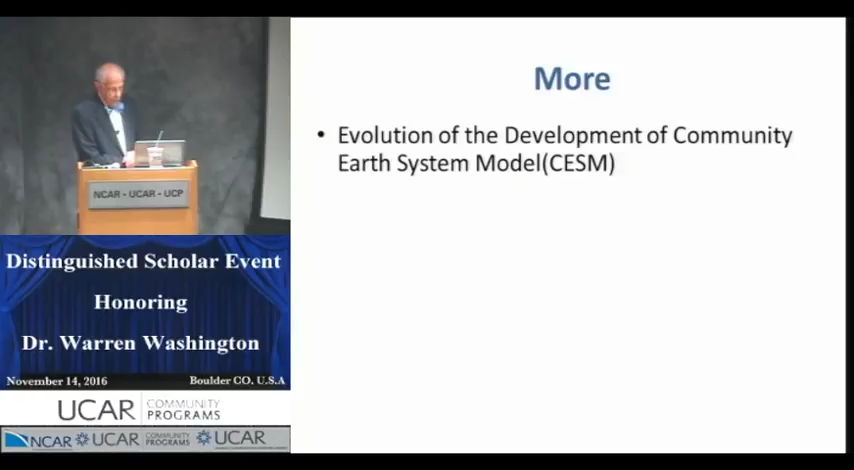 More
• Evolution of the Development of Community
Earth System Model(CESM)
NCAR - UCAR - UCP
Distinguished Scholar Event
Honoring
Dr. Warren Washington
November 14, 2016
Boulder CO. U.S.A
UCAR COMMUNITY PROGRAMS
NCAR UCAR COMMUNITY PROGRAMS UCAR